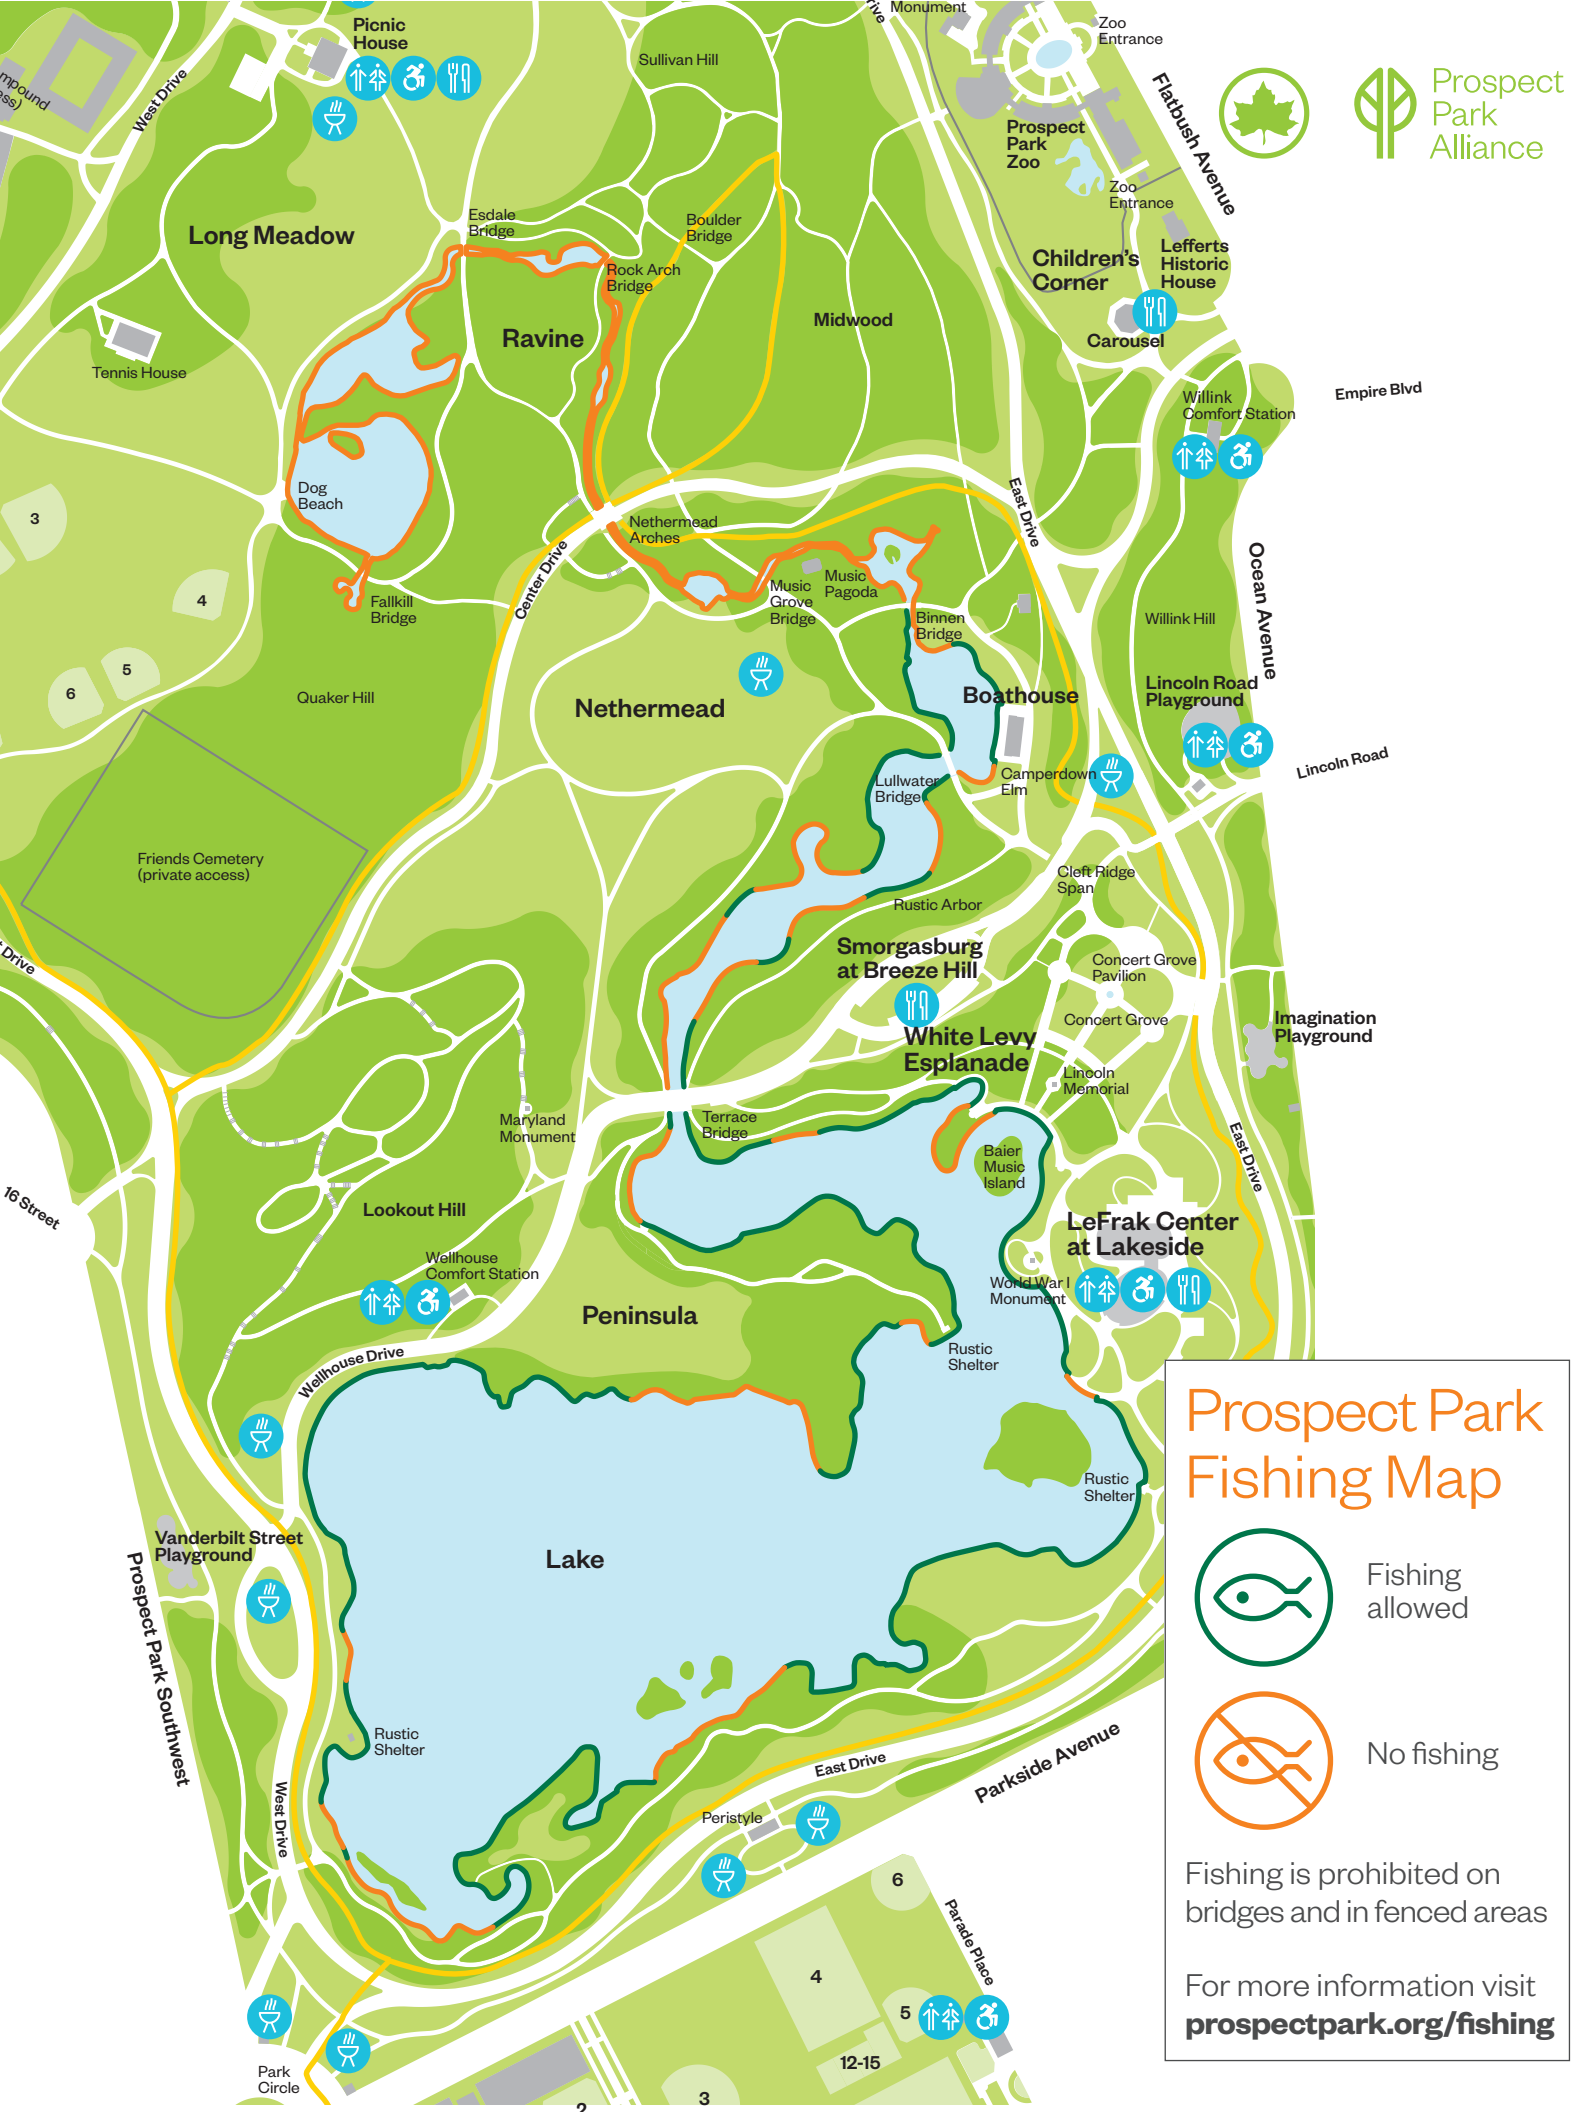 Monument
Zoo
Entrance
Picnic
House
Sullivan Hill
West Drive
Flatbush Avenue
Prospect
Park
Alliance
Prospect
Park
Zoo
Zoo
Entrance
Esdale
Bridge
Boulder
Bridge
Long Meadow
Rock Arch
Bridge
Children's
Corner
Lefferts
Historic
House
Ravine
Midwood
Carousel
Tennis House
Empire Blvd
Willink
Comfort Station
Dog
Beach
3
East Drive
Nethermead
Arches
Center Drive
Ocean Avenue
Music
Pagoda
Music
Grove
Bridge
4
Fallkill
Bridge
Binnen
Bridge
Willink Hill
5
6
Quaker Hill
Nethermead
Boathouse
Lincoln Road
Playground
Lincoln Road
Lullwater
Bridge
Camperdown
Elm
Friends Cemetery
(private access)
Cleft Ridge
Span
Rustic Arbor
Drive
Smorgasburg
at Breeze Hill
Concert Grove
Pavilion
Concert Grove
Imagination
Playground
White Levy
Esplanade
Lincoln
Memorial
Maryland
Monument
Terrace
Bridge
East Drive
Baier
Music
Island
16 Street
Lookout Hill
LeFrak Center
at Lakeside
Wellhouse
Comfort Station
World War I
Monument
Peninsula
Rustic
Shelter
Wellhouse Drive
Prospect Park
Fishing Map
Rustic
Shelter
Vanderbilt Street
Playground
Lake
Fishing
allowed
Prospect Park Southwest
Rustic
Shelter
No fishing
East Drive
Parkside Avenue
West Drive
Peristyle
Fishing is prohibited on
bridges and in fenced areas
6
Parade Place
4
For more information visit
prospectpark.org/fishing
5
12-15
Park
Circle
3
2